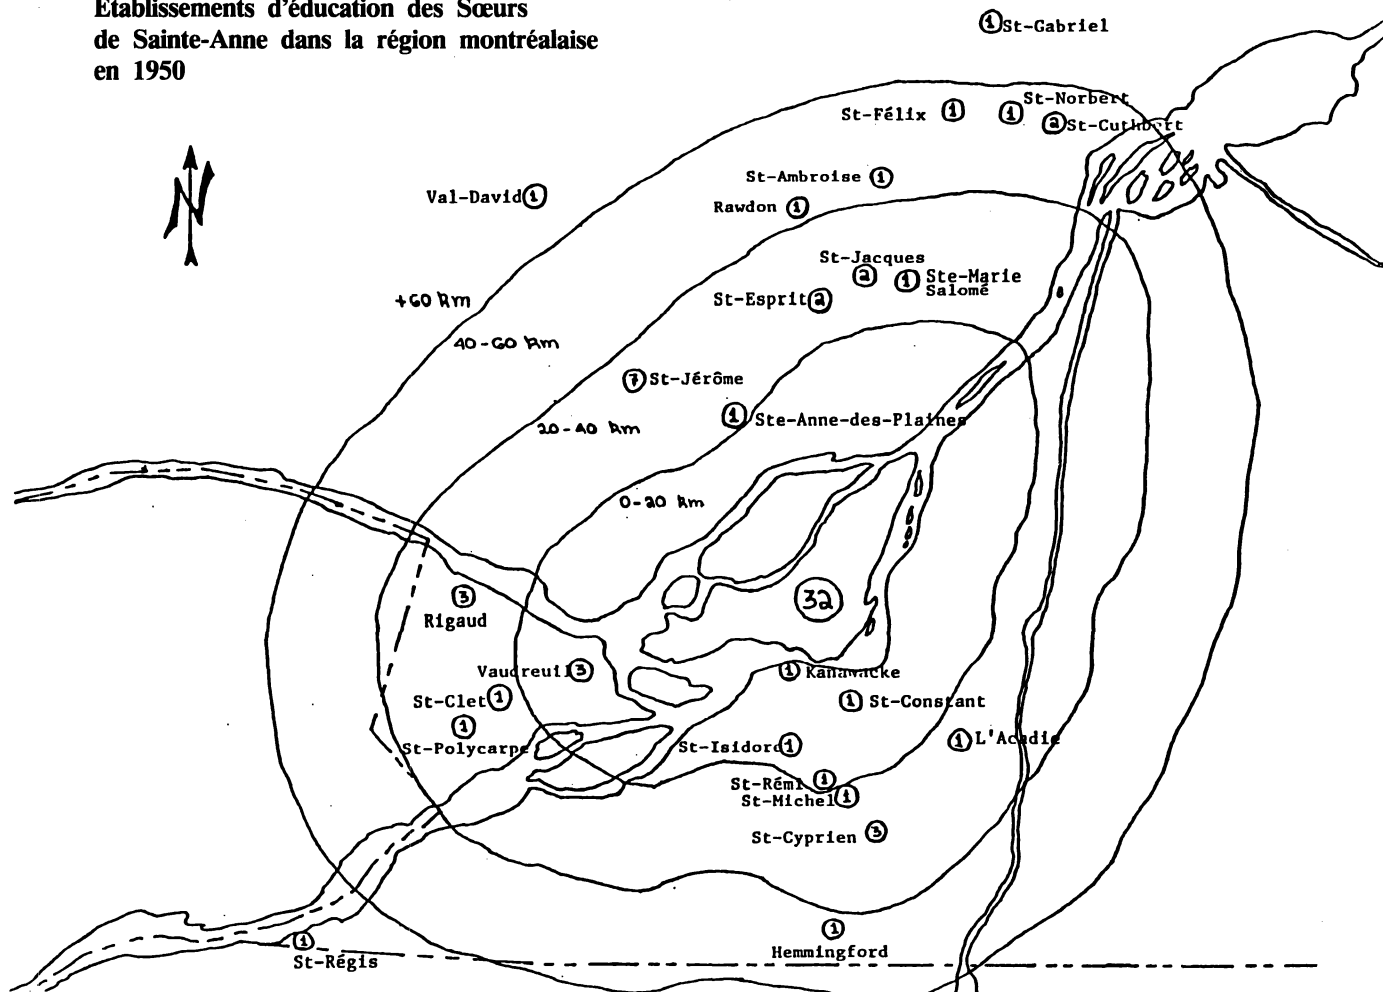 Etablissements d'éducation des Sœurs
de Sainte-Anne dans la région montréalaise
en 1950
N
1 St-Gabriel
St-Félix 1
1 St-Norbert
2 St-Cuthbert
St-Ambroise 1
Val-David 1
Rawdon 1
St-Jacques
2
1 Ste-Marie
Salomé
St-Esprit 2
+60 km
40-60 km
7 St-Jérôme
1 Ste-Anne-des-Plaines
20-40 km
0-20 km
32
3
Rigaud
Vaudreuil 3
1 Kanawacke
St-Clet 1
1 St-Constant
1
St-Polycarpe
St-Isidore 1
1 L'Acadie
St-Rémi 1
St-Michel 1
St-Cyprien 3
1
Hemmingford
1
St-Régis